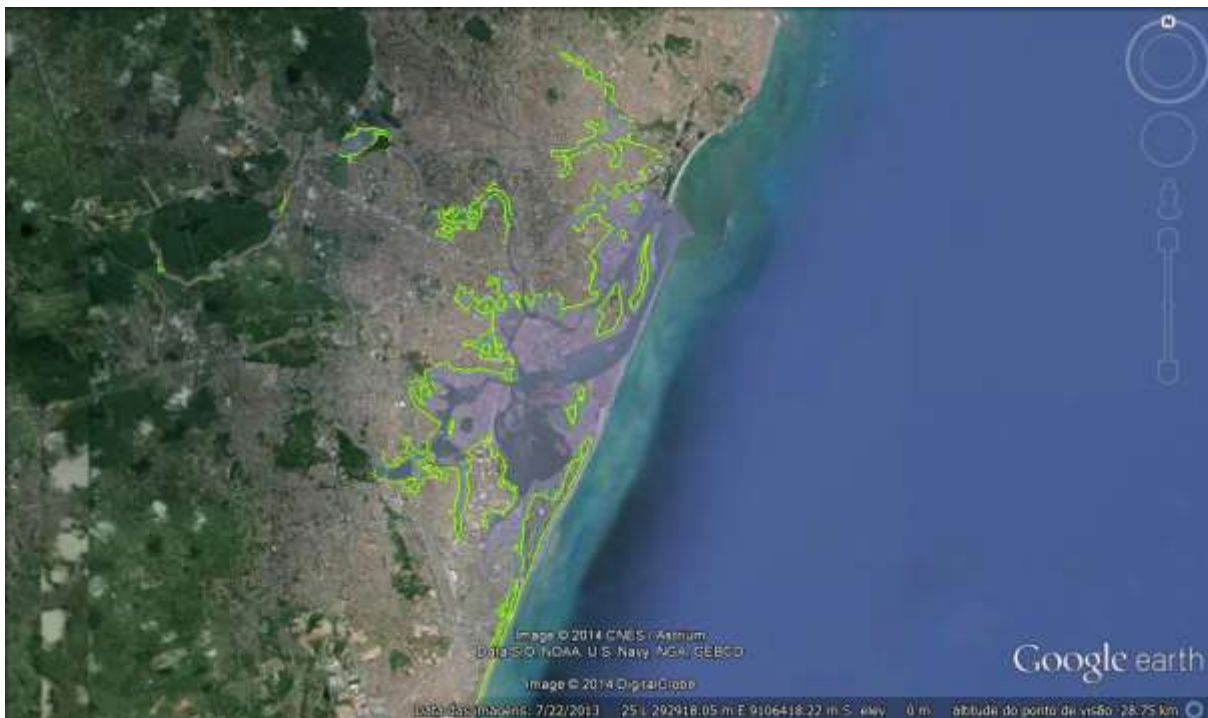 N
Image © 2014 CNES / Astrium
Data SIO, NOAA, U.S. Navy, NGA, GEBCO
Google earth
Image © 2014 DigitalGlobe
Data das imagens: 7/22/2013 25 L 292918.05 m E 9106418.22 m S elev 0 m altitude do ponto de visão 28.75 km